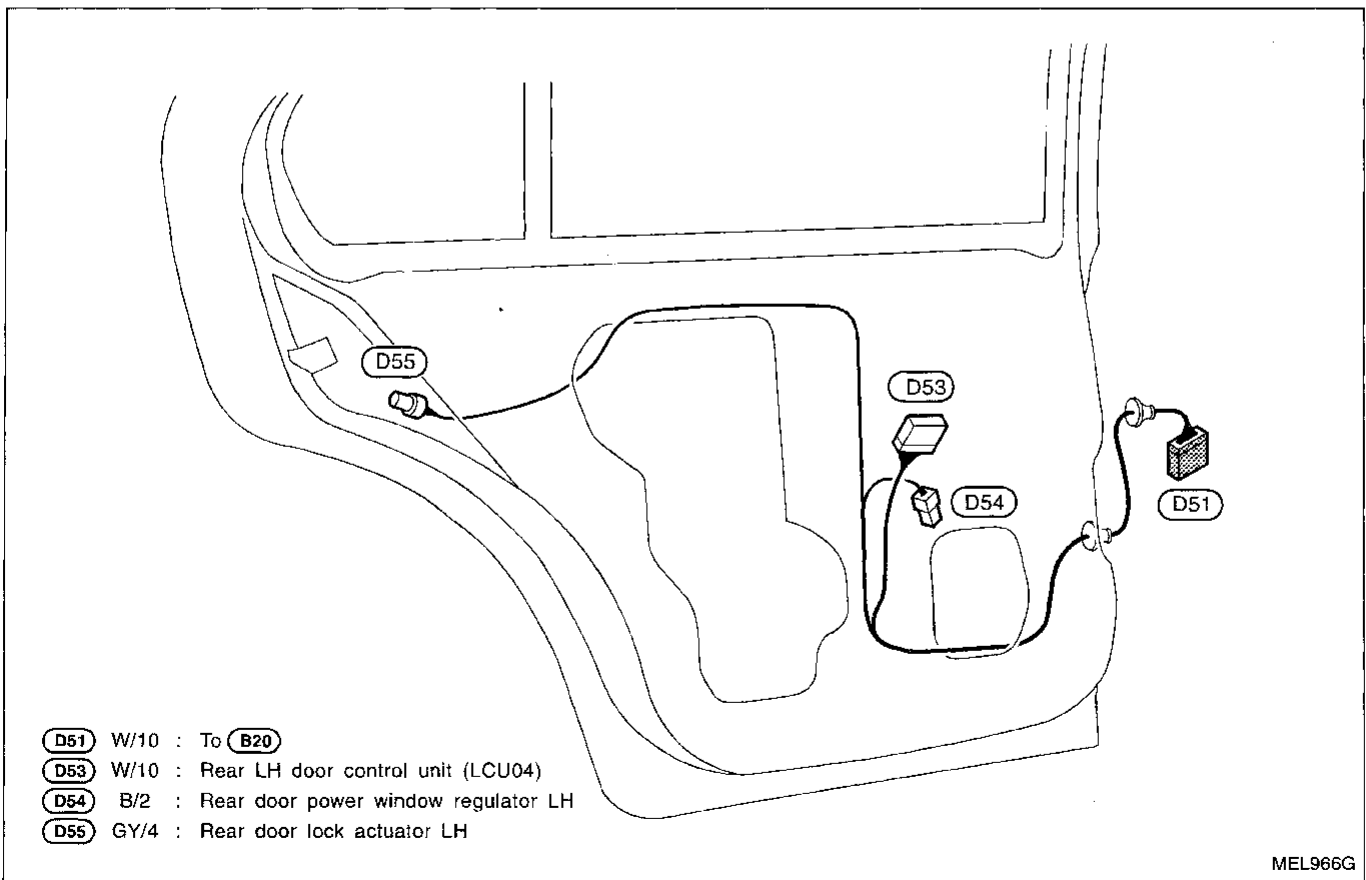 D55
D53
D54
D51
D51 W/10 : To B20
D53 W/10 : Rear LH door control unit (LCU04)
D54 B/2 : Rear door power window regulator LH
D55 GY/4 : Rear door lock actuator LH
MEL966G